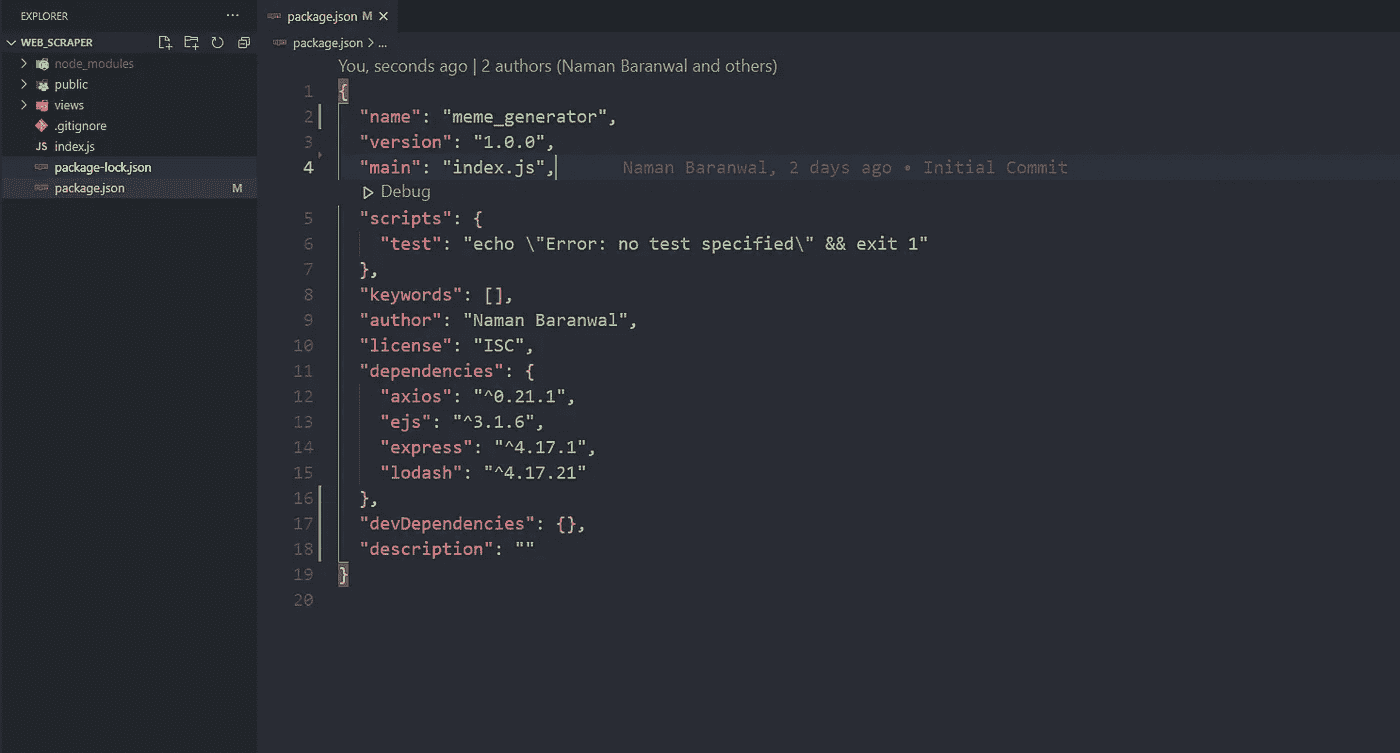 EXPLORER
...
WEB_SCRAPER
node_modules
public
views
.gitignore
JS index.js
package-lock.json
package.json M
package.json M
package.json > ...
You, seconds ago | 2 authors (Naman Baranwal and others)
1 {
2 "name": "meme_generator",
3 "version": "1.0.0",
4 "main": "index.js", Naman Baranwal, 2 days ago • Initial Commit
Debug
5 "scripts": {
6 "test": "echo \"Error: no test specified\" && exit 1"
7 },
8 "keywords": [],
9 "author": "Naman Baranwal",
10 "license": "ISC",
11 "dependencies": {
12 "axios": "^0.21.1",
13 "ejs": "^3.1.6",
14 "express": "^4.17.1",
15 "lodash": "^4.17.21"
16 },
17 "devDependencies": {},
18 "description": ""
19 }
20